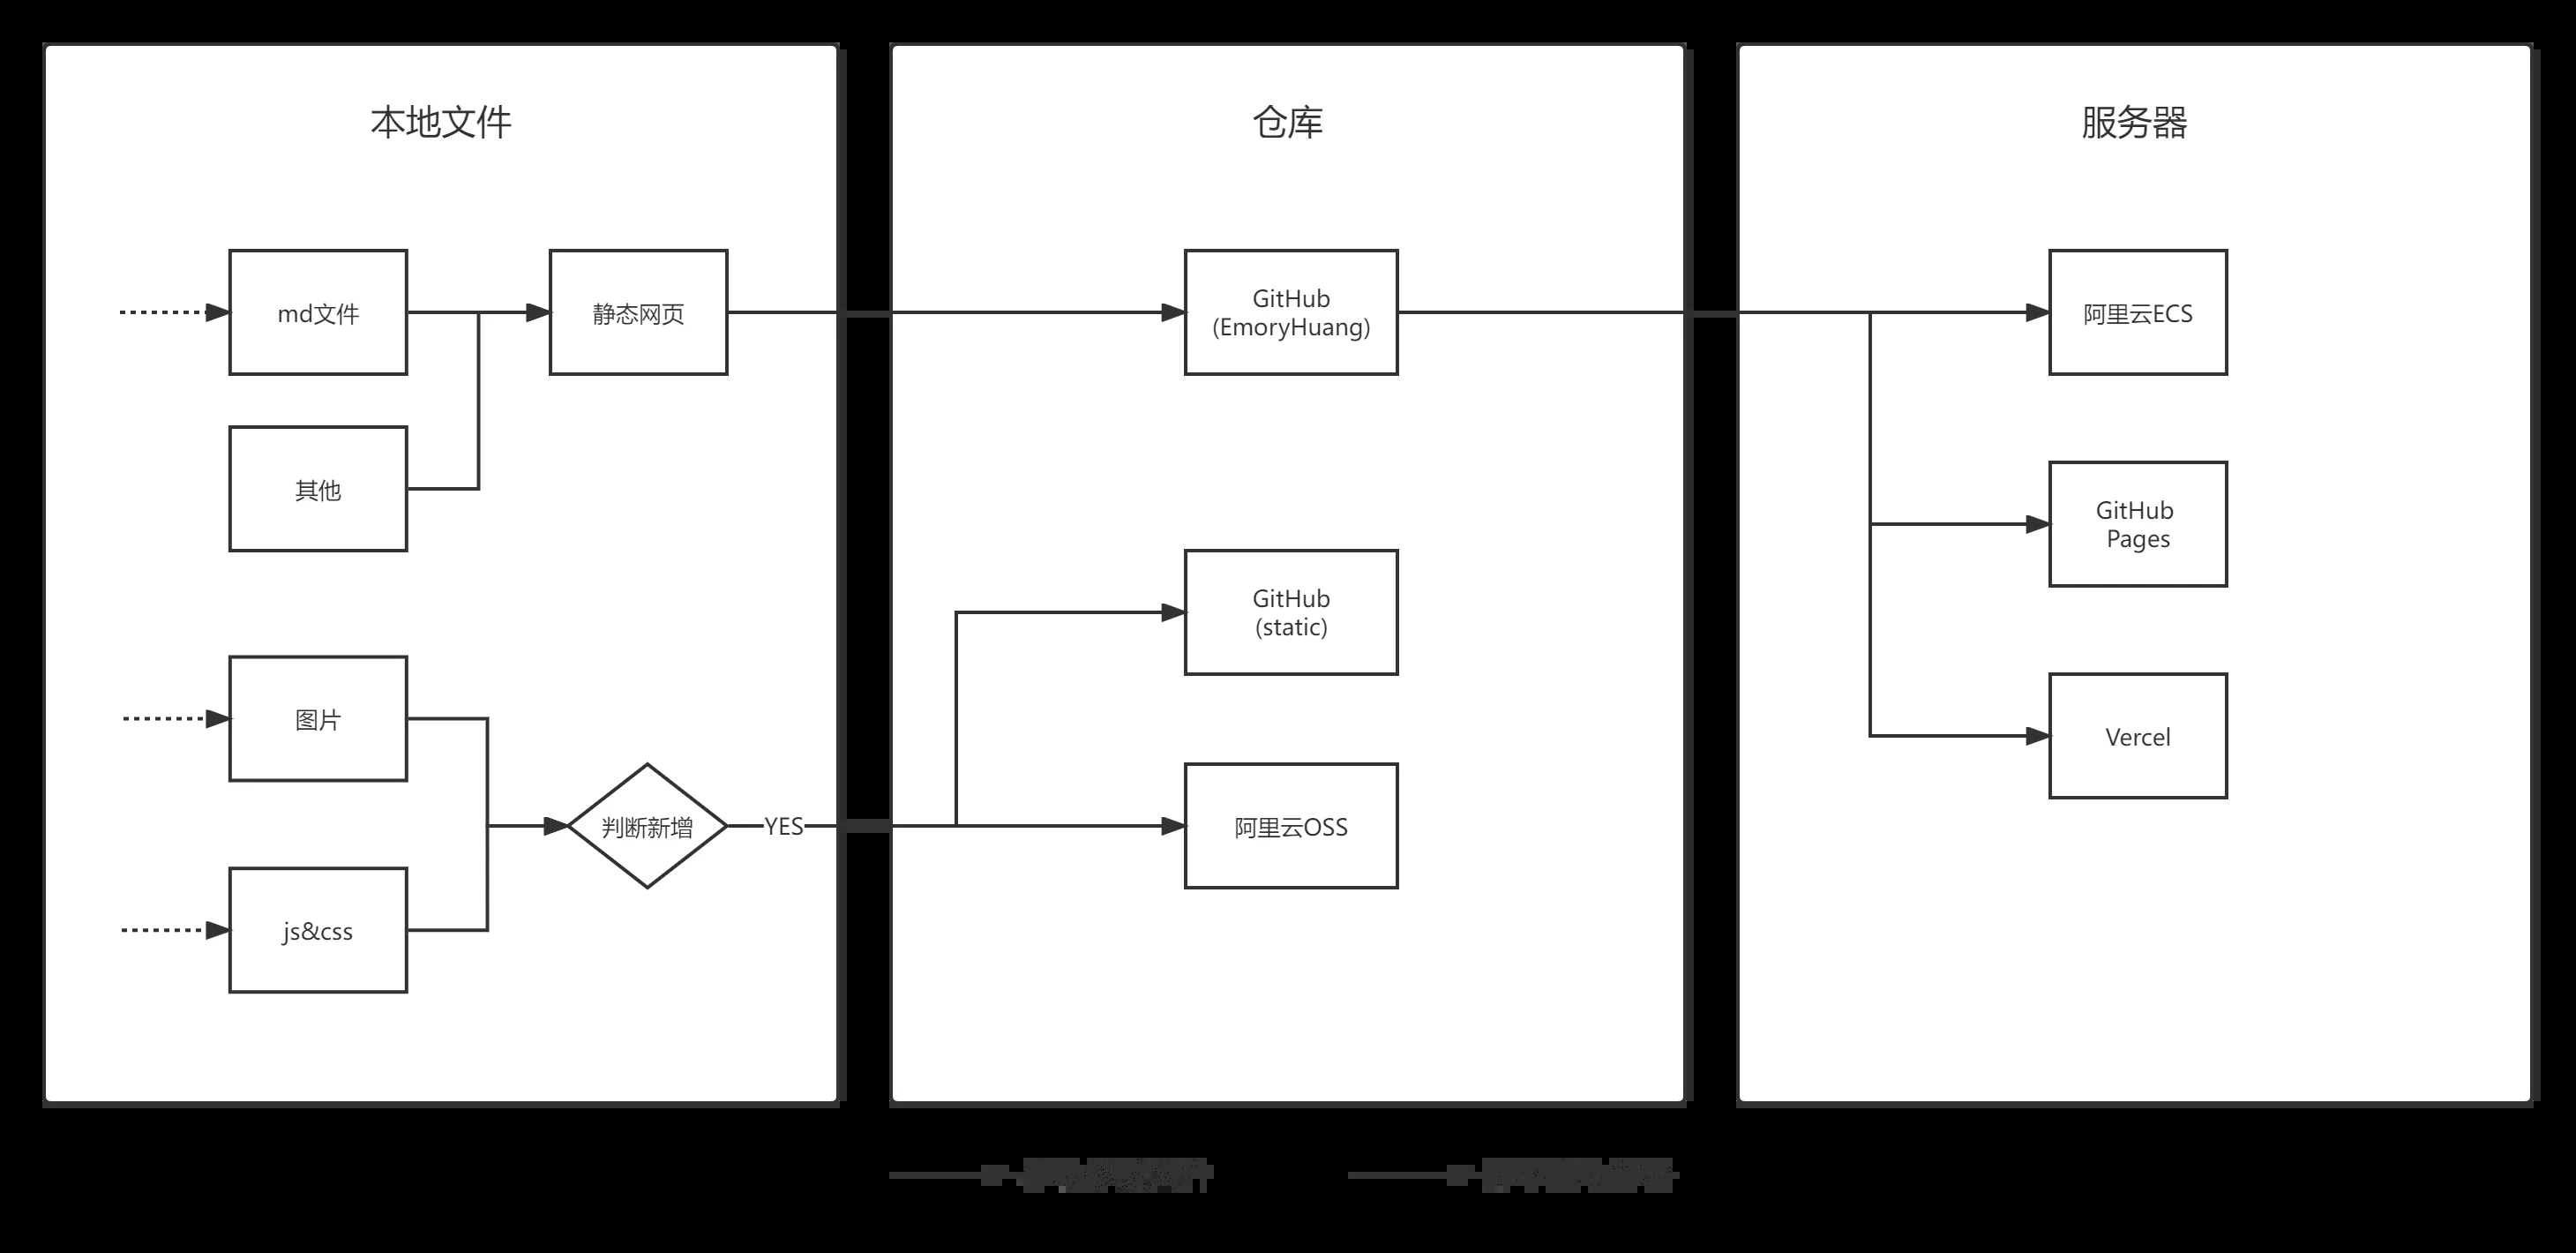 本地文件
md文件
静态网页
其他
图片
判断新增
YES
js&css
仓库
GitHub
(EmoryHuang)
GitHub
(static)
阿里云OSS
服务器
阿里云ECS
GitHub
Pages
Vercel